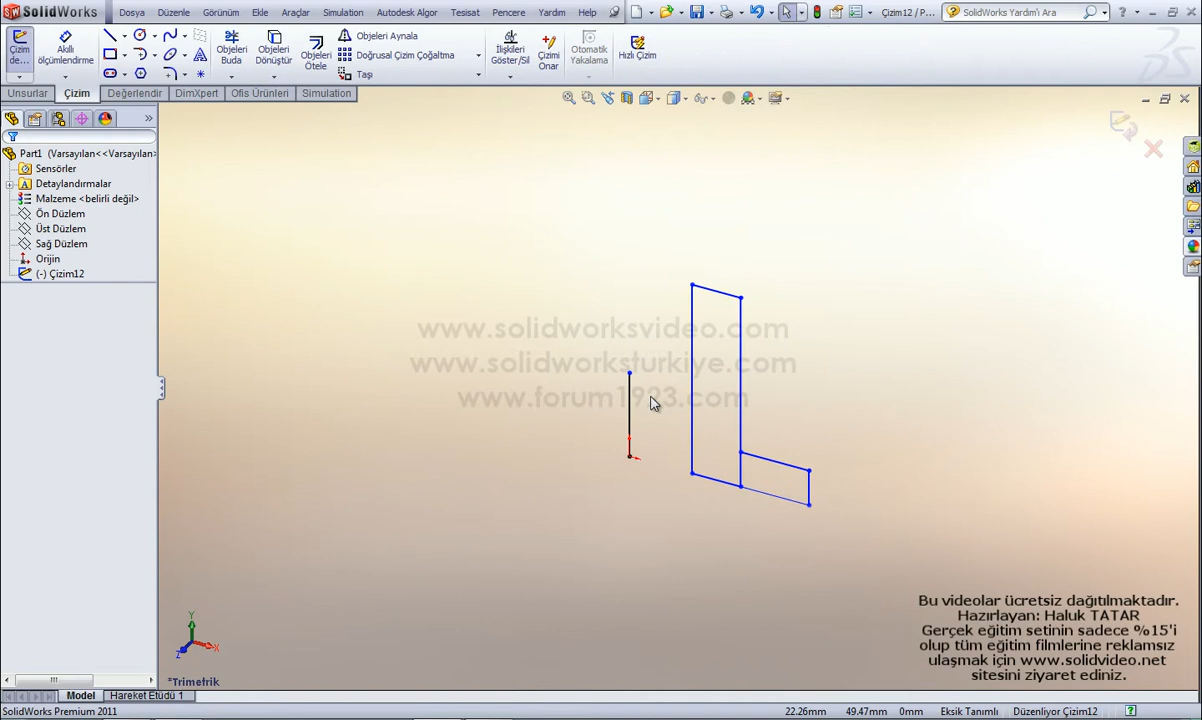 SolidWorks
Dosya Düzenle Görünüm Ekle Araçlar Simulation Autodesk Algor Tesisat Pencere Yardım Help
Çizim12 / P...
SolidWorks Yardım'ı Ara
Çizim de...
Akıllı ölçümlendirme
Objeleri Buda
Objeleri Dönüştür
Objeleri Ötele
Objeleri Aynala
Doğrusal Çizim Çoğaltma
Taşı
İlişkileri Göster/Sil
Çizimi Onar
Otomatik Yakalama
Hızlı Çizim
Unsurlar Çizim Değerlendir DimXpert Ofis Ürünleri Simulation
Part1 (Varsayılan<<Varsayılan>
Sensörler
Detaylandırmalar
Malzeme <belirli değil>
Ön Düzlem
Üst Düzlem
Sağ Düzlem
Orijin
(-) Çizim12
www.solidworksvideo.com
www.solidworksturkiye.com
www.forum1923.com
Y
X
Z
*Trimetrik
Bu videolar ücretsiz dağıtılmaktadır.
Hazırlayan: Haluk TATAR
Gerçek eğitim setinin sadece %15'i
olup tüm eğitim filmlerine reklamsız
ulaşmak için www.solidvideo.net
sitesini ziyaret ediniz.
Model Hareket Etüdü 1
SolidWorks Premium 2011
22.26mm 49.47mm 0mm Eksik Tanımlı Düzenliyor Çizim12